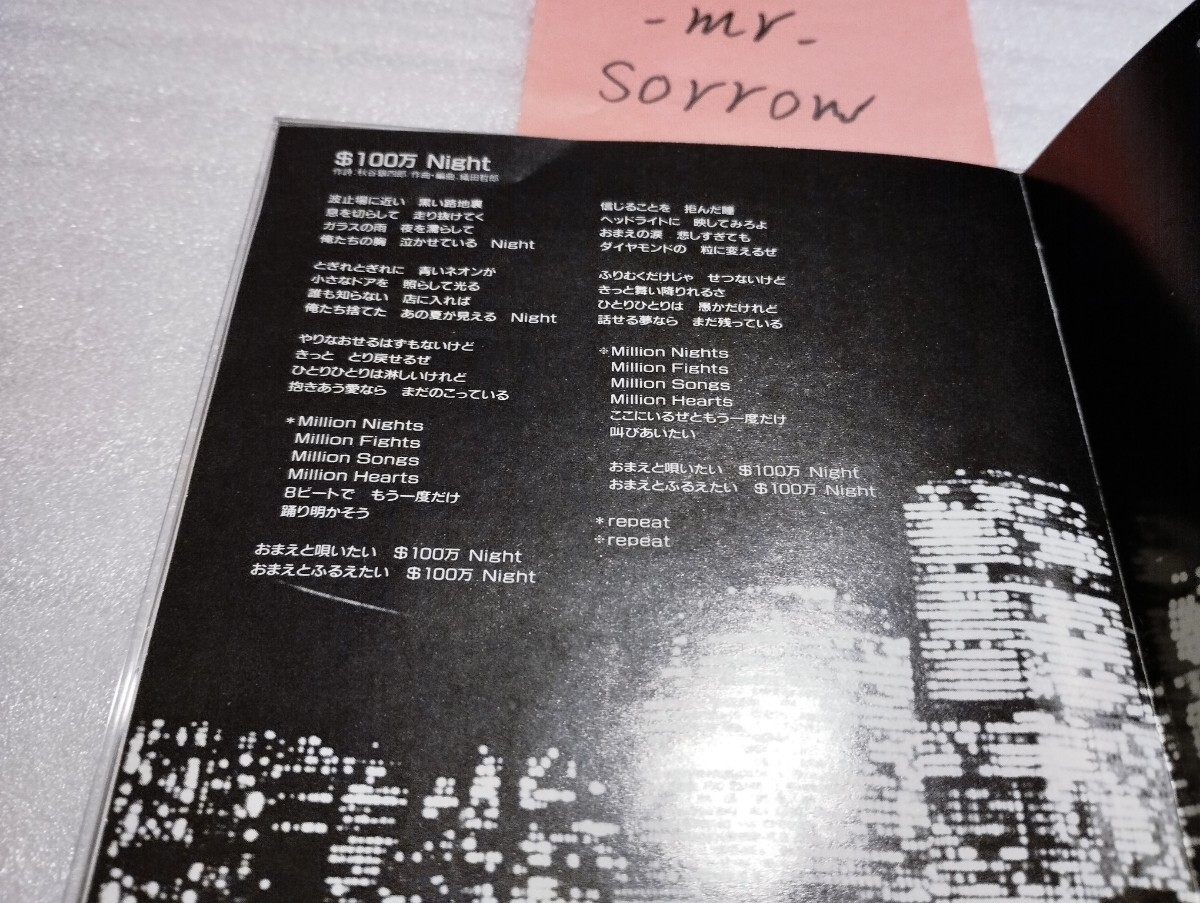 -mr-
sorrow
$100万 Night
作詩:秋谷銀四郎 作曲・編曲:織田哲郎
波止場に近い 黒い路地裏
息を切らして 走り抜けてく
ガラスの雨 夜を濡らして
俺たちの胸 泣かせている Night
とぎれとぎれに 青いネオンが
小さなドアを 照らして光る
誰も知らない 店に入れば
俺たち捨てた あの夏が見える Night
やりなおせるはずもないけど
きっと とり戻せるぜ
ひとりひとりは淋しいけれど
抱きあう愛なら まだのこっている
*Million Nights
Million Fights
Million Songs
Million Hearts
8ビートで もう一度だけ
踊り明かそう
おまえと唄いたい $100万 Night
おまえとふるえたい $100万 Night
信じることを 拒んだ瞳
ヘッドライトに 映してみろよ
おまえの涙 悲しすぎても
ダイヤモンドの 粒に変えるぜ
ふりむくだけじゃ せつないけど
きっと舞い降りれるさ
ひとりひとりは 愚かだけれど
話せる夢なら まだ残っている
※Million Nights
Million Fights
Million Songs
Million Hearts
ここにいるぜともう一度だけ
叫びあいたい
おまえと唄いたい $100万 Night
おまえとふるえたい $100万 Night
*repeat
※repeat